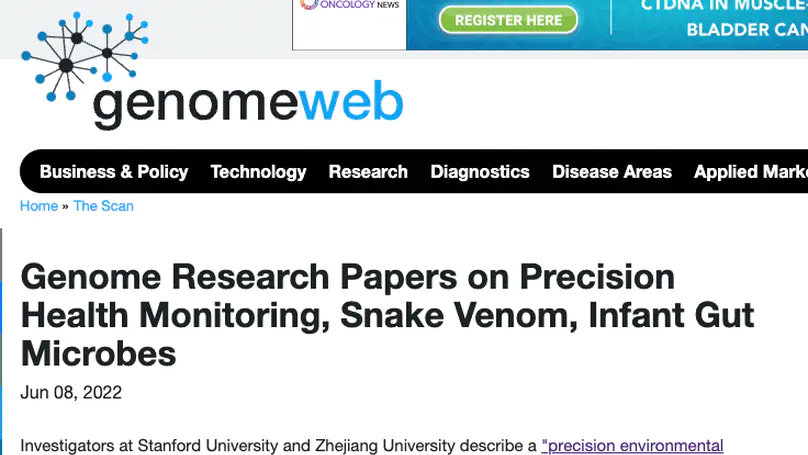 ONCOLOGY NEWS
REGISTER HERE
CTDNA IN MUSCLE-
BLADDER CAN
genomeweb
Business & Policy Technology Research Diagnostics Disease Areas Applied Marke
Home » The Scan
Genome Research Papers on Precision
Health Monitoring, Snake Venom, Infant Gut
Microbes
Jun 08, 2022
Investigators at Stanford University and Zhejiang University describe a "precision environmental